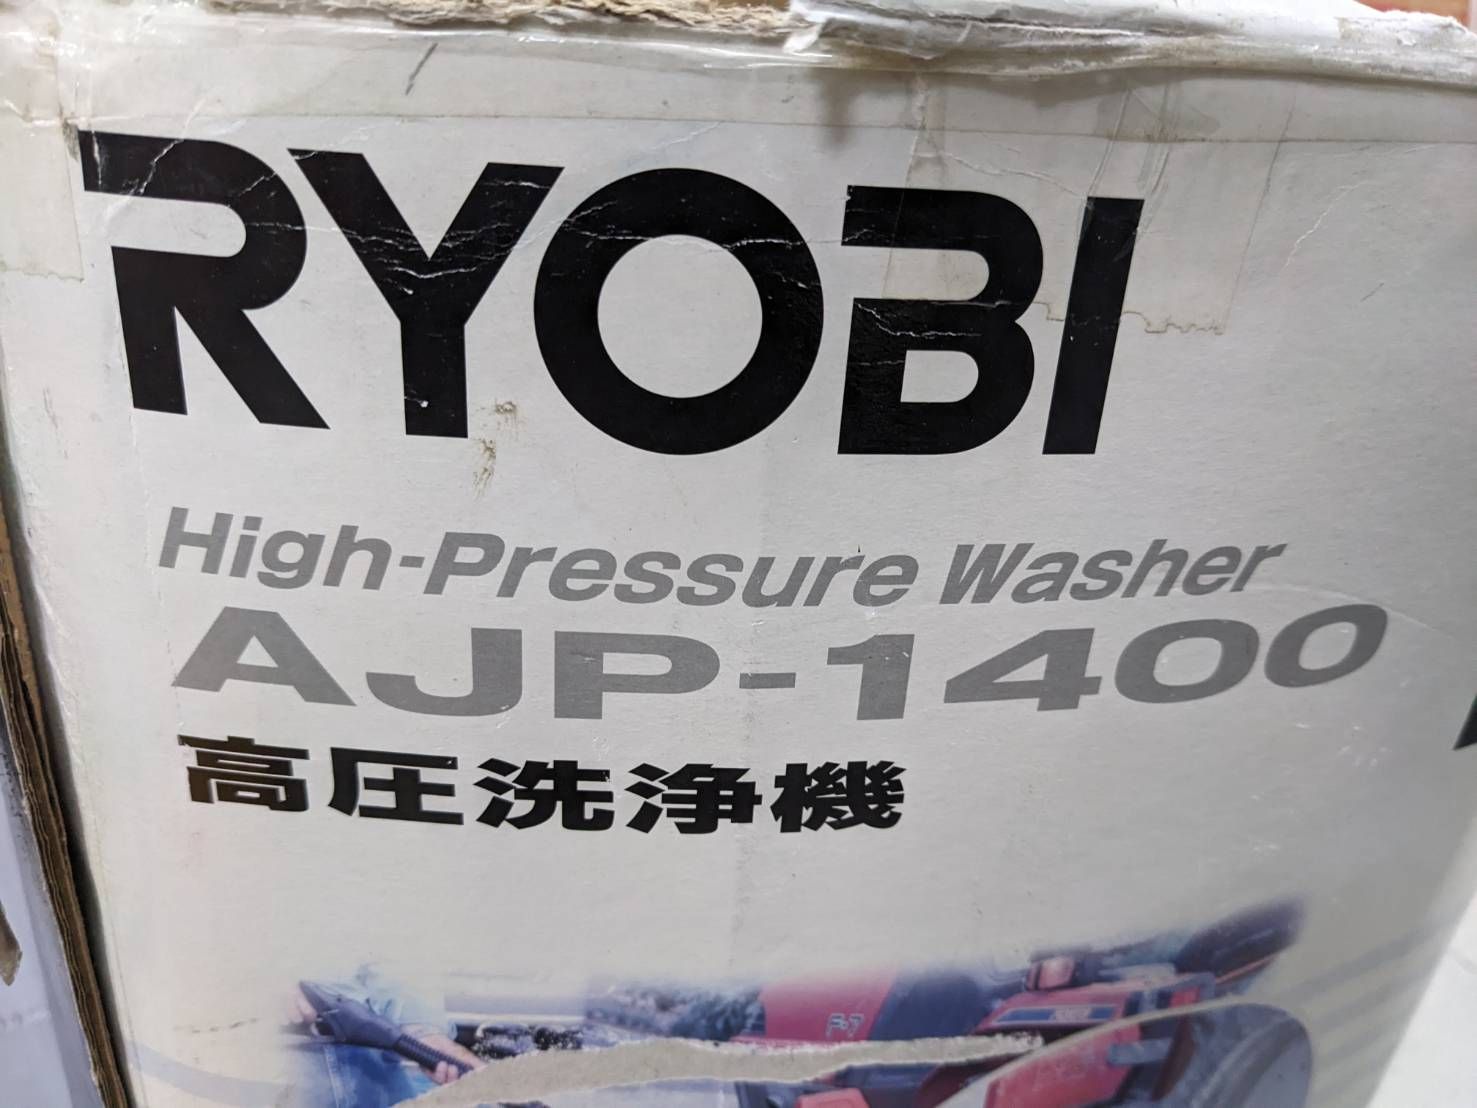 RYOBI
High-Pressure Washer
AJP-1400
高圧洗浄機